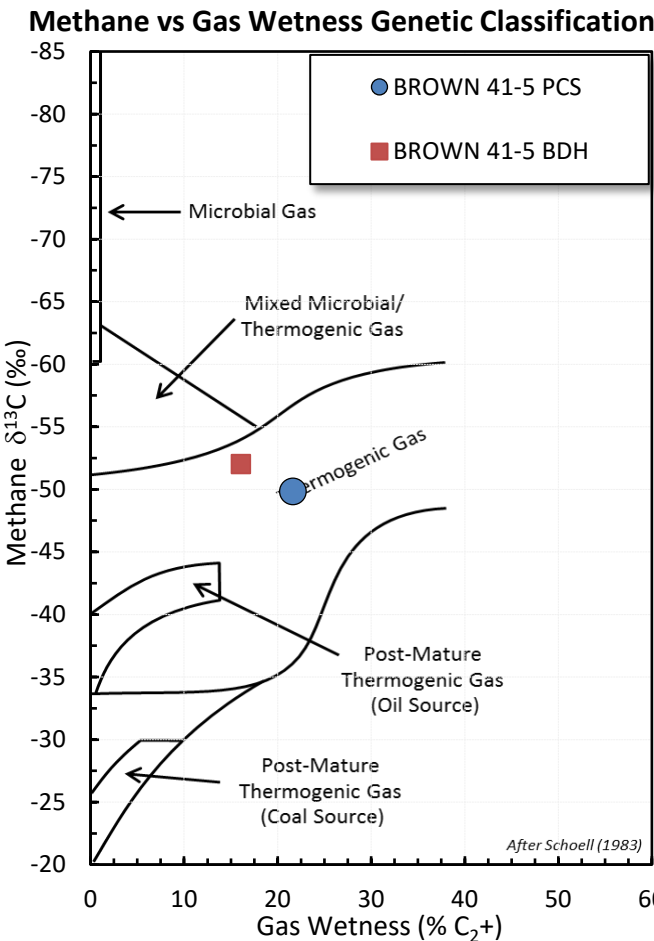 Methane vs Gas Wetness Genetic Classification
-85
BROWN 41-5 PCS
-80
BROWN 41-5 BDH
-75
Microbial Gas
-70
-65
Mixed Microbial/
Thermogenic Gas
-60
-55
Thermogenic Gas
-50
-45
-40
Post-Mature
Thermogenic Gas
(Oil Source)
-35
-30
Post-Mature
Thermogenic Gas
(Coal Source)
-25
After Schoell (1983)
-20
Methane δ¹³C (‰)
0 10 20 30 40 50 60
Gas Wetness (% C₂+)